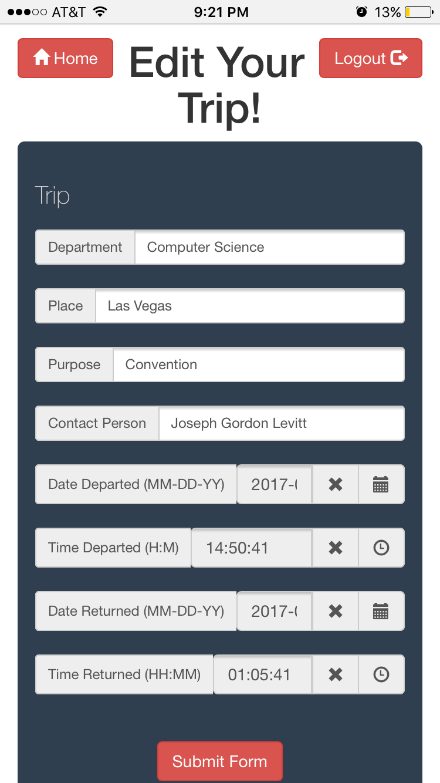 AT&T 9:21 PM 13%
Home Edit Your Logout
Trip!
Trip
Department Computer Science
Place Las Vegas
Purpose Convention
Contact Person Joseph Gordon Levitt
Date Departed (MM-DD-YY) 2017-
Time Departed (H:M) 14:50:41
Date Returned (MM-DD-YY) 2017-
Time Returned (HH:MM) 01:05:41
Submit Form